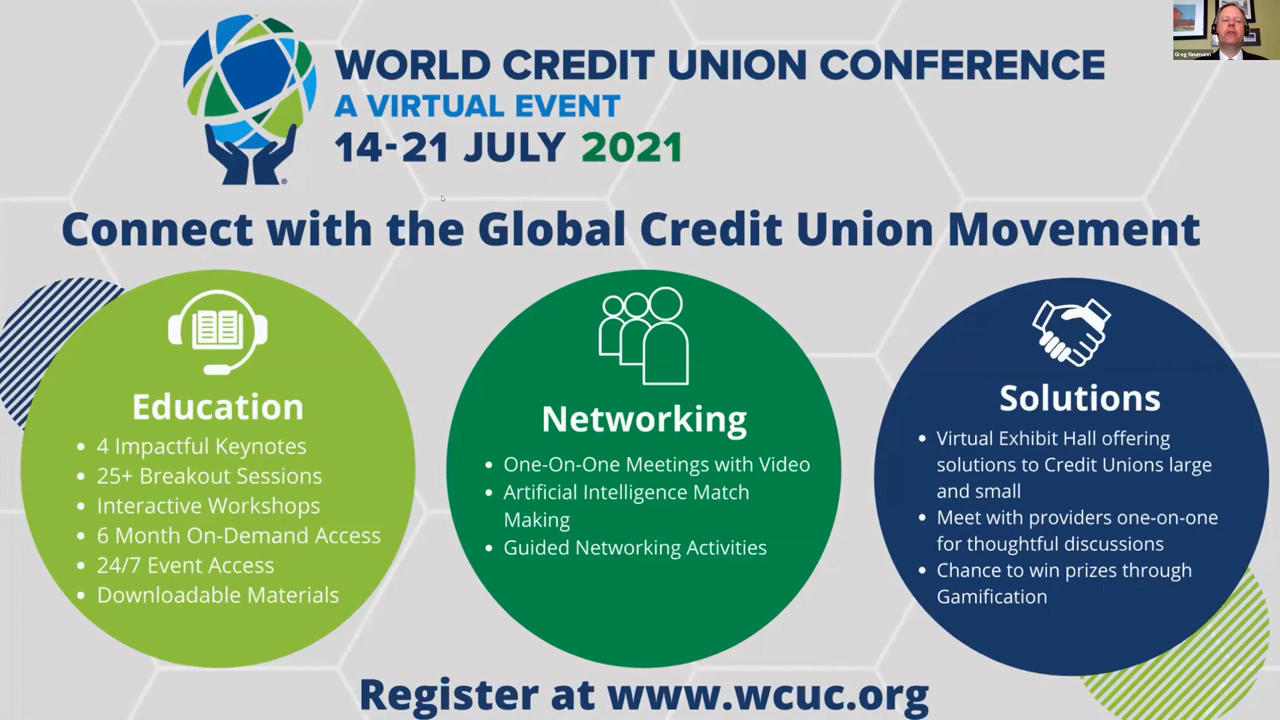 WORLD CREDIT UNION CONFERENCE
A VIRTUAL EVENT
14-21 JULY 2021
Greg Neumann
Connect with the Global Credit Union Movement
Education
• 4 Impactful Keynotes
• 25+ Breakout Sessions
• Interactive Workshops
• 6 Month On-Demand Access
• 24/7 Event Access
• Downloadable Materials
Networking
• One-On-One Meetings with Video
• Artificial Intelligence Match
Making
• Guided Networking Activities
Solutions
• Virtual Exhibit Hall offering
solutions to Credit Unions large
and small
• Meet with providers one-on-one
for thoughtful discussions
• Chance to win prizes through
Gamification
Register at www.wcuc.org